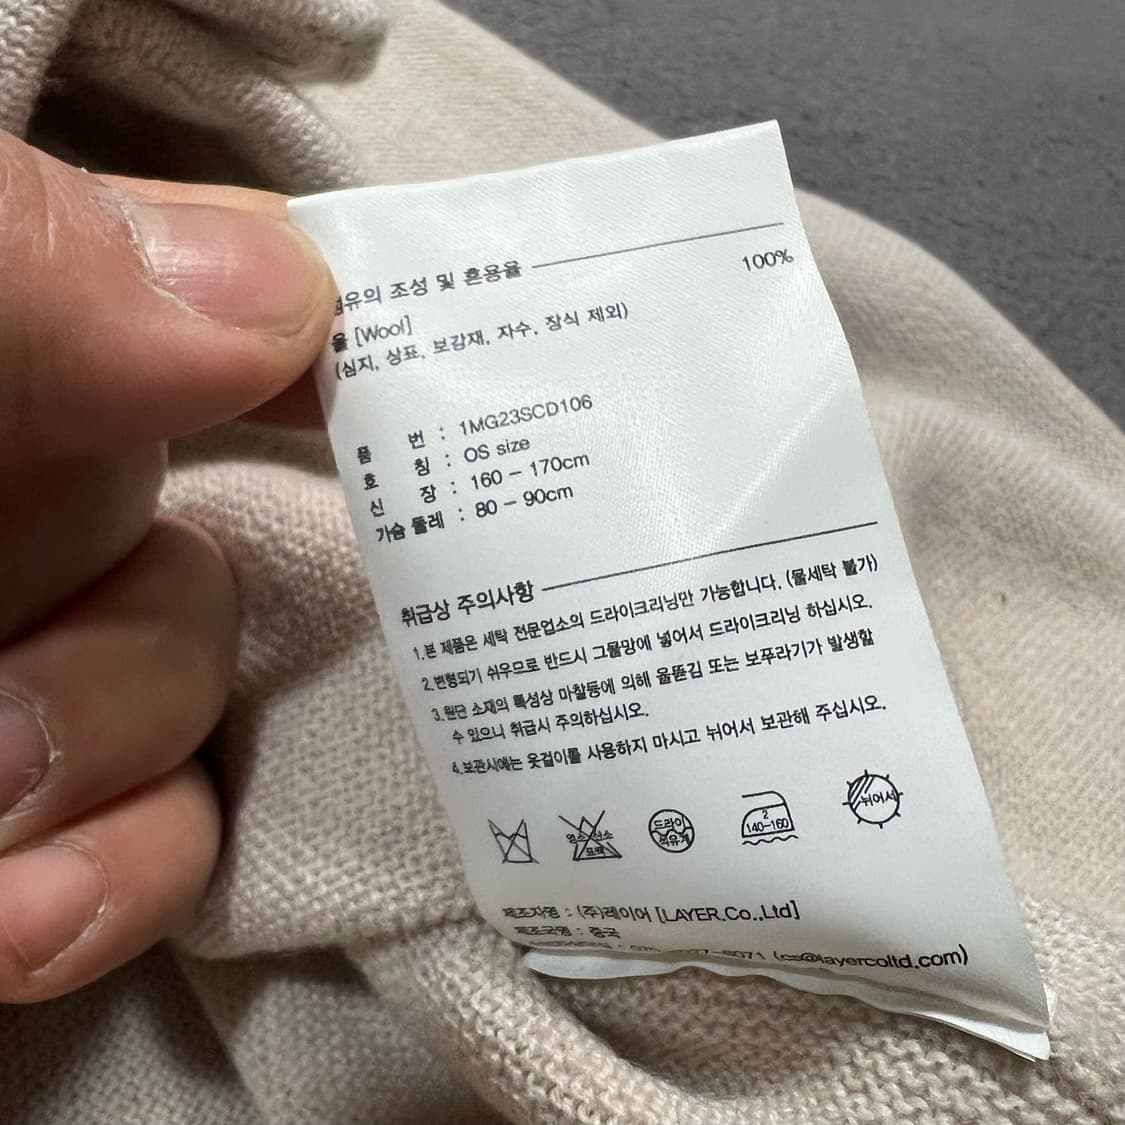 섬유의 조성 및 혼용율
울 [Wool] 100%
(심지, 상표, 보강재, 자수, 장식 제외)
품 번 : 1MG23SCD106
호 칭 : OS size
신 장 : 160 – 170cm
가슴 둘레 : 80 – 90cm
취급상 주의사항
1.본 제품은 세탁 전문업소의 드라이크리닝만 가능합니다. (물세탁 불가)
2.변형되기 쉬우므로 반드시 그물망에 넣어서 드라이크리닝 하십시오.
3.원단 소재의 특성상 마찰등에 의해 올뜯김 또는 보푸라기가 발생할
수 있으니 취급시 주의하십시오.
4.보관시에는 옷걸이를 사용하지 마시고 뉘어서 보관해 주십시오.
염소 산소
표백
드라이
석유계
2
140-160
뉘어서
제조자명 : (주)레이어 [LAYER.Co.,Ltd]
제조국명 : 중국
6071 (cs@layercoltd.com)